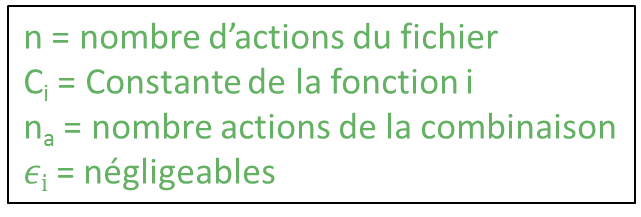 n = nombre d’actions du fichier
Cᵢ = Constante de la fonction i
nₐ = nombre actions de la combinaison
ϵᵢ = négligeables